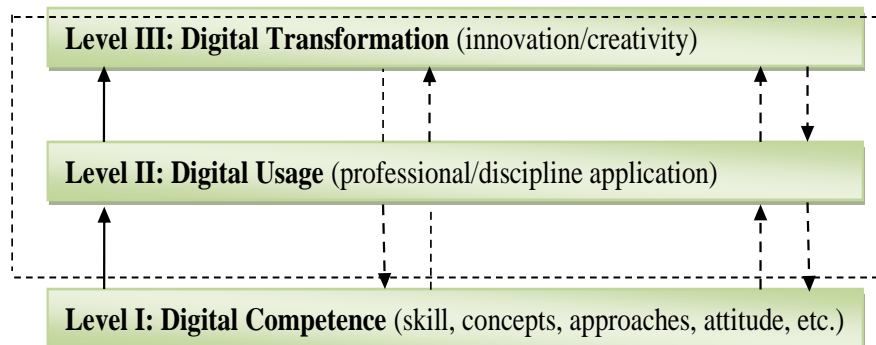 Level III: Digital Transformation (innovation/creativity)
Level II: Digital Usage (professional/discipline application)
Level I: Digital Competence (skill, concepts, approaches, attitude, etc.)